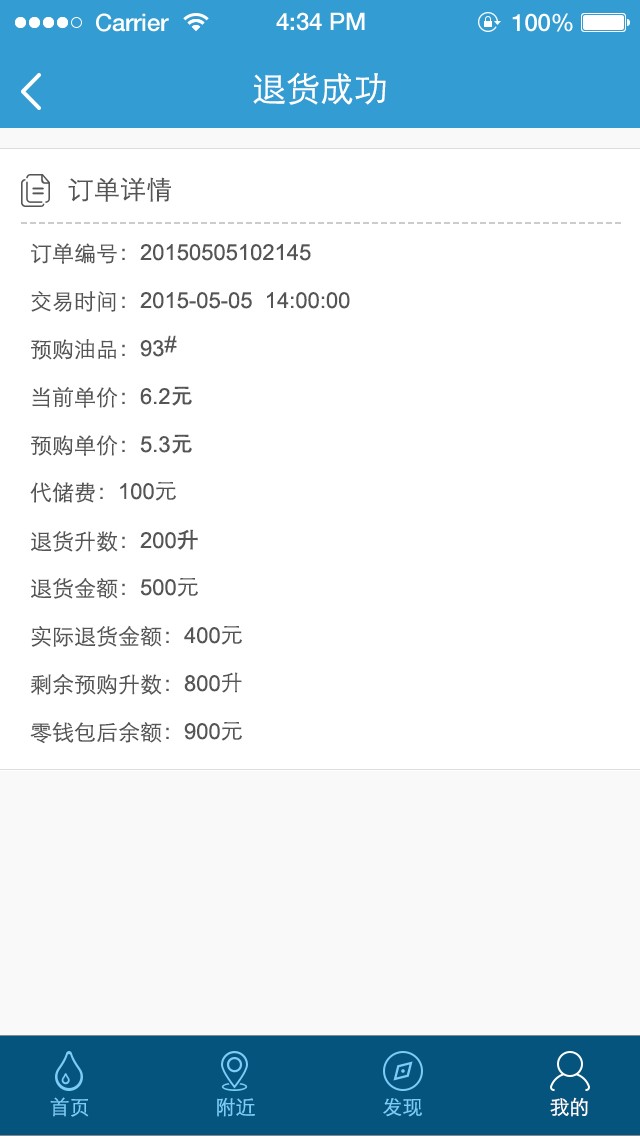 Carrier 4:34 PM 100%
退货成功
订单详情
订单编号：20150505102145
交易时间：2015-05-05 14:00:00
预购油品：93#
当前单价：6.2元
预购单价：5.3元
代储费：100元
退货升数：200升
退货金额：500元
实际退货金额：400元
剩余预购升数：800升
零钱包后余额：900元
首页 附近 发现 我的